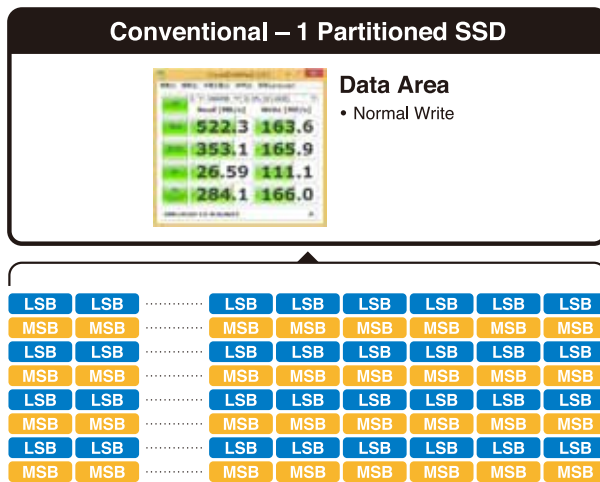 Conventional – 1 Partitioned SSD
Data Area
• Normal Write
Read [MB/s] Write [MB/s]
522.3 163.6
353.1 165.9
26.59 111.1
284.1 166.0
LSB LSB ............ LSB LSB LSB LSB LSB LSB
MSB MSB ............ MSB MSB MSB MSB MSB MSB
LSB LSB ............ LSB LSB LSB LSB LSB LSB
MSB MSB ............ MSB MSB MSB MSB MSB MSB
LSB LSB ............ LSB LSB LSB LSB LSB LSB
MSB MSB ............ MSB MSB MSB MSB MSB MSB
LSB LSB ............ LSB LSB LSB LSB LSB LSB
MSB MSB ............ MSB MSB MSB MSB MSB MSB